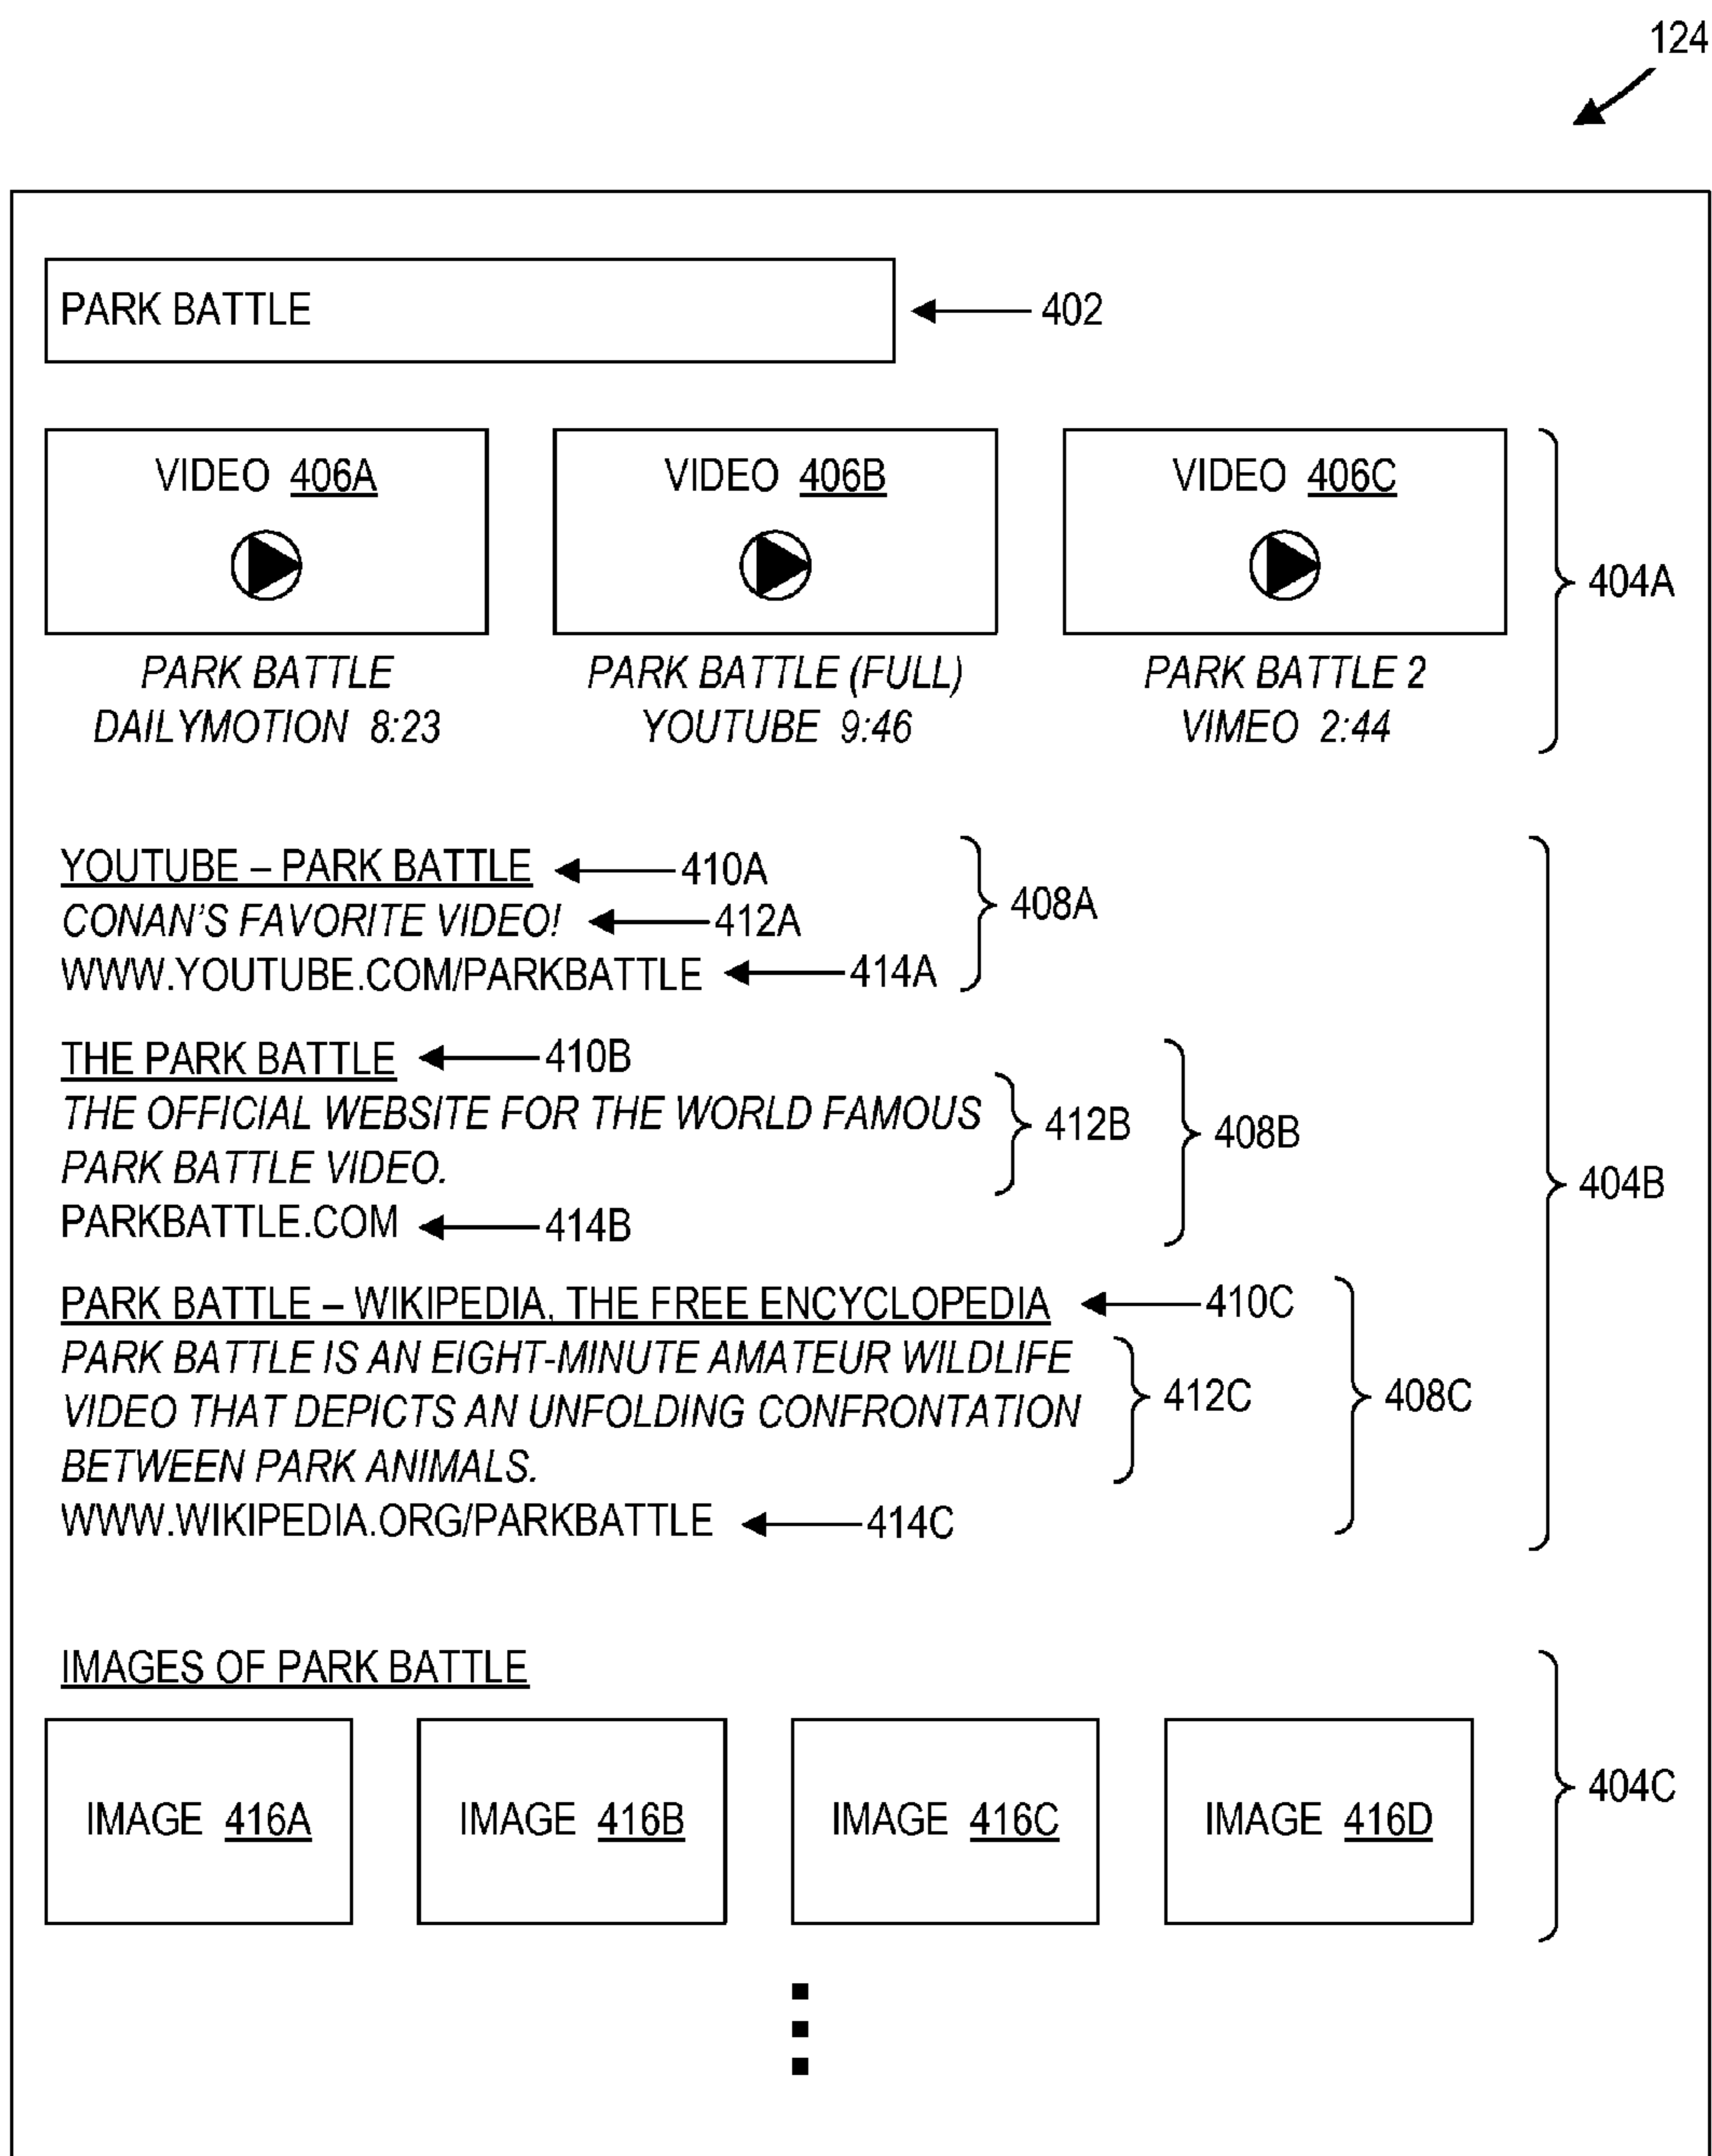 124
PARK BATTLE 402
VIDEO 406A VIDEO 406B VIDEO 406C
404A
PARK BATTLE PARK BATTLE (FULL) PARK BATTLE 2
DAILYMOTION 8:23 YOUTUBE 9:46 VIMEO 2:44
YOUTUBE – PARK BATTLE 410A
408A
CONAN'S FAVORITE VIDEO! 412A
WWW.YOUTUBE.COM/PARKBATTLE 414A
THE PARK BATTLE 410B
THE OFFICIAL WEBSITE FOR THE WORLD FAMOUS
412B 408B
PARK BATTLE VIDEO.
404B
PARKBATTLE.COM 414B
PARK BATTLE – WIKIPEDIA, THE FREE ENCYCLOPEDIA 410C
PARK BATTLE IS AN EIGHT-MINUTE AMATEUR WILDLIFE
412C 408C
VIDEO THAT DEPICTS AN UNFOLDING CONFRONTATION
BETWEEN PARK ANIMALS.
WWW.WIKIPEDIA.ORG/PARKBATTLE 414C
IMAGES OF PARK BATTLE
404C
IMAGE 416A IMAGE 416B IMAGE 416C IMAGE 416D